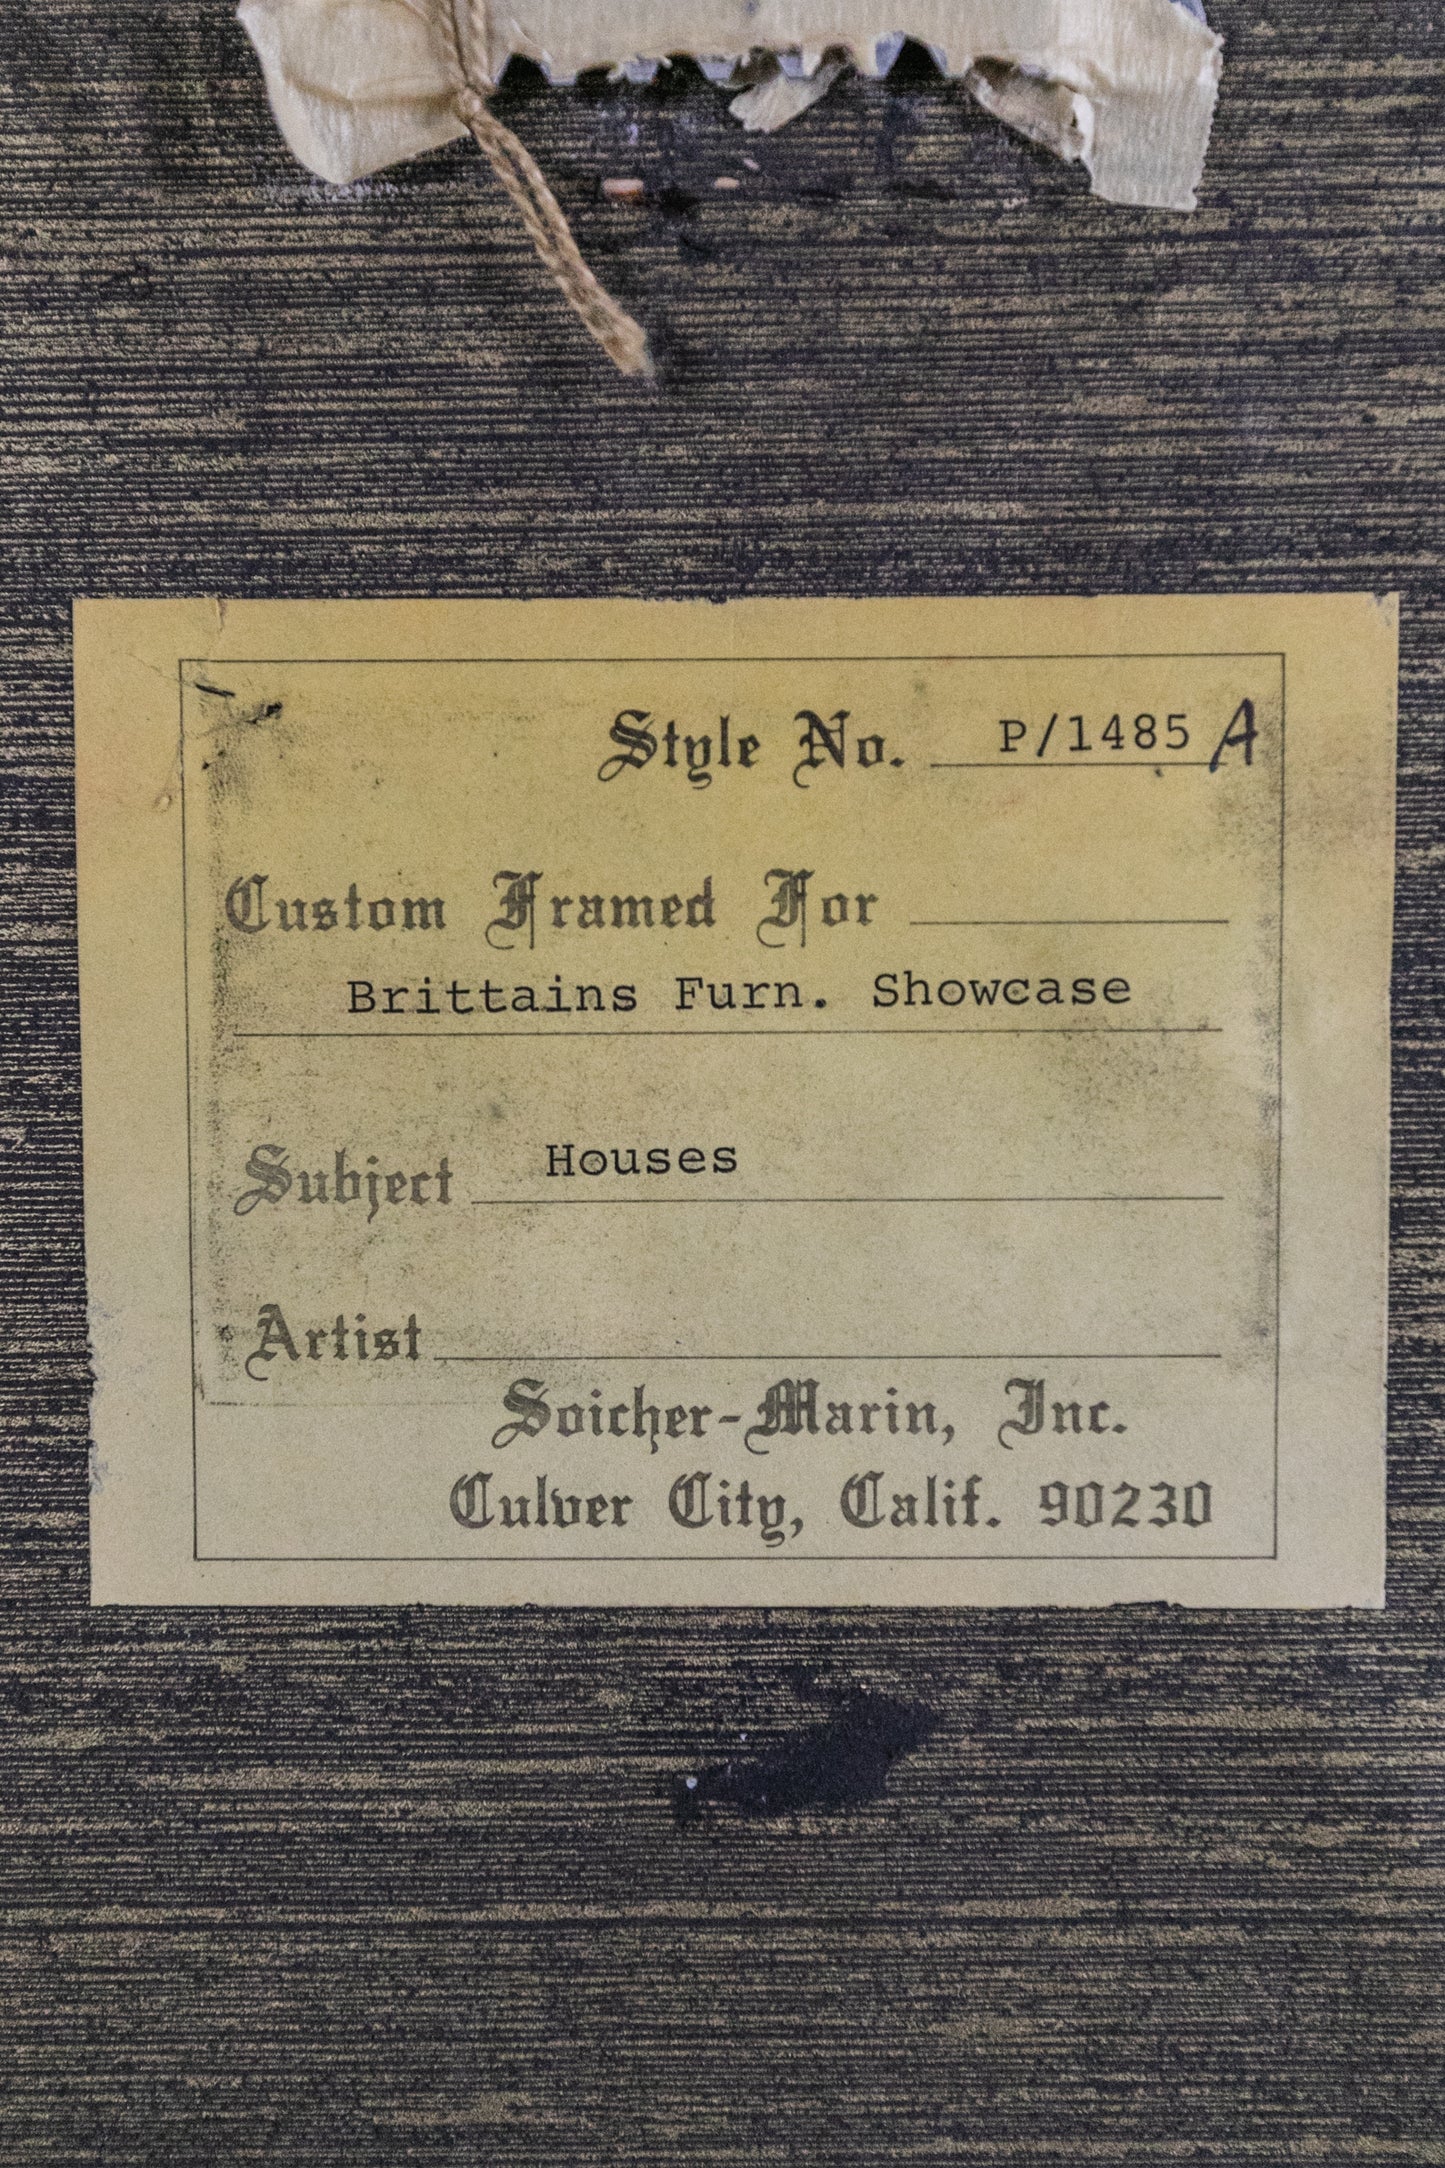 Style No. P/1485 A
Custom Framed For
Brittains Furn. Showcase
Subject Houses
Artist
Soicher-Marin, Inc.
Culver City, Calif. 90230